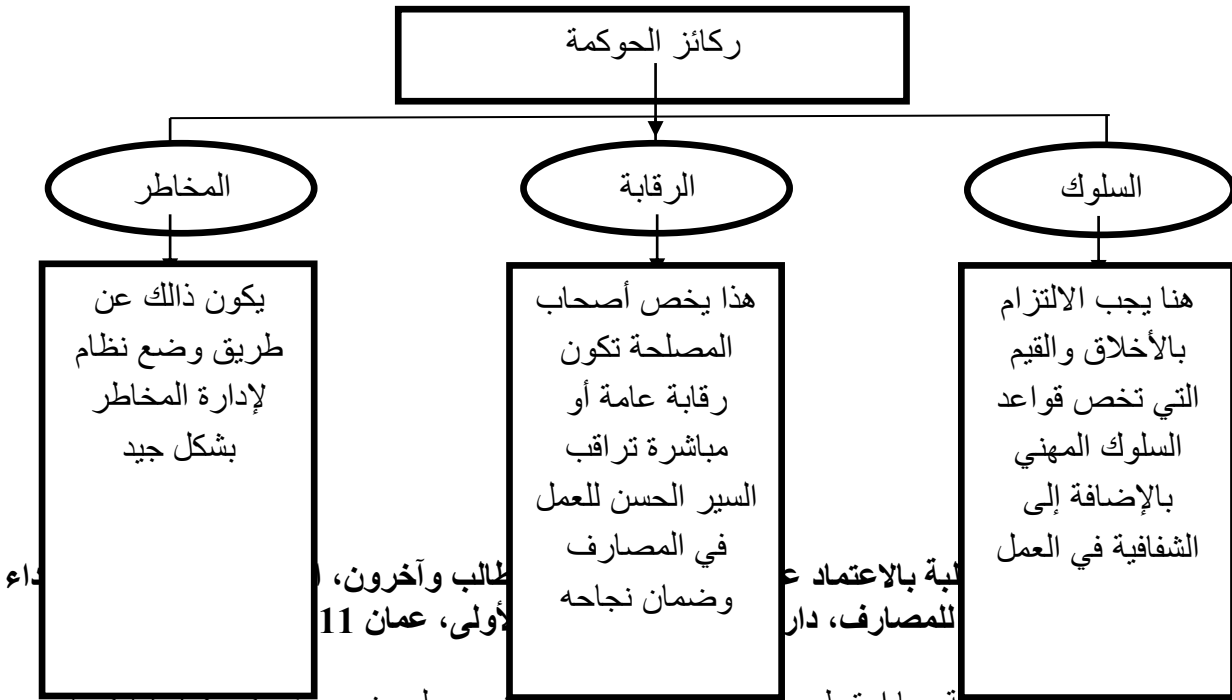 ركائز الحوكمة
السلوك
الرقابة
المخاطر
هنا يجب الالتزام
بالأخلاق والقيم
التي تخص قواعد
السلوك المهني
بالإضافة إلى
الشفافية في العمل
هذا يخص أصحاب
المصلحة تكون
رقابة عامة أو
مباشرة تراقب
السير الحسن للعمل
في المصارف
وضمان نجاحه
يكون ذالك عن
طريق وضع نظام
لإدارة المخاطر
بشكل جيد
بالاعتماد وآخرون،
للمصارف، دار عمان 11